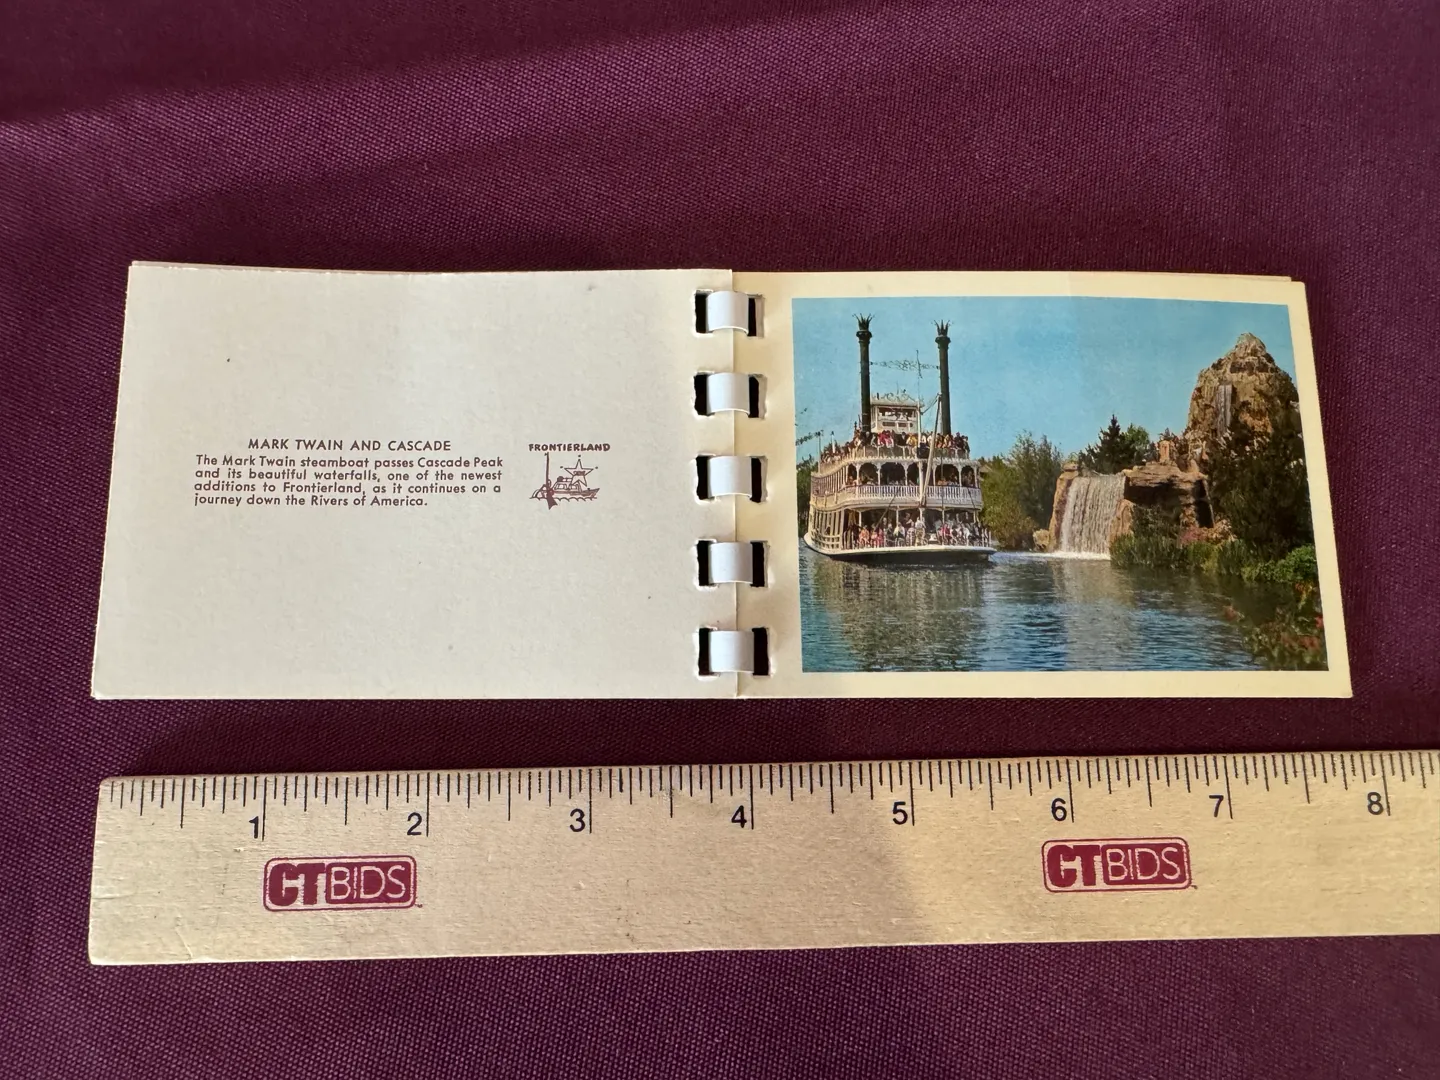 MARK TWAIN AND CASCADE
The Mark Twain steamboat passes Cascade Peak
and its beautiful waterfalls, one of the newest
additions to Frontierland, as it continues on a
journey down the Rivers of America.
FRONTIERLAND
1 2 3 4 5 6 7 8
CTBIDS
CTBIDS